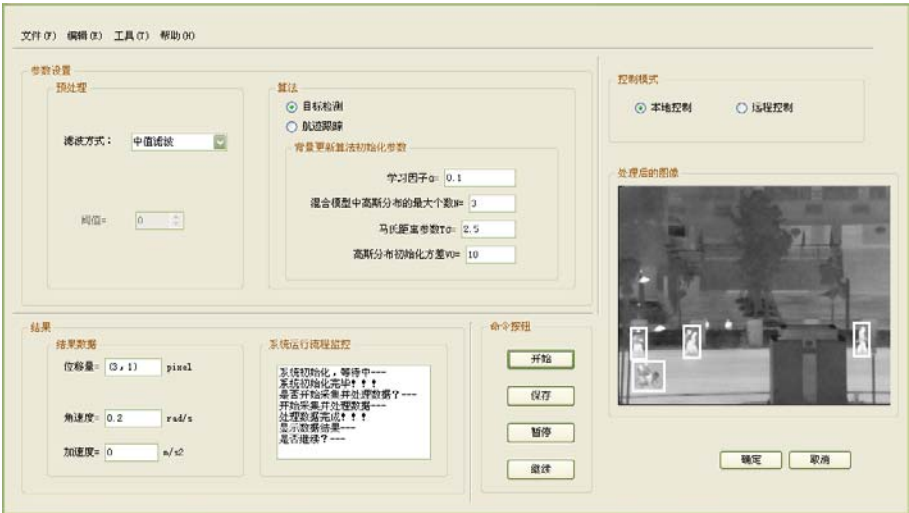 文件(F) 编辑(E) 工具(T) 帮助(H)
参数设置
预处理
滤波方式： 中值滤波
阈值= 0
算法
目标检测
航迹跟踪
背景更新算法初始化参数
学习因子α= 0.1
混合模型中高斯分布的最大个数N= 3
马氏距离参数Tσ= 2.5
高斯分布初始化方差V0= 10
控制模式
本地控制 远程控制
处理后的图像
结果
结果数据
位移量= (3，1) pixel
角速度= 0.2 rad/s
加速度= 0 m/s2
系统运行流程监控
系统初始化，等待中---
系统初始化完毕！！！
是否开始采集并处理数据？---
开始采集并处理数据---
处理数据完成！！！
显示数据结果---
是否继续？---
命令按钮
开始
保存
暂停
继续
确定 取消